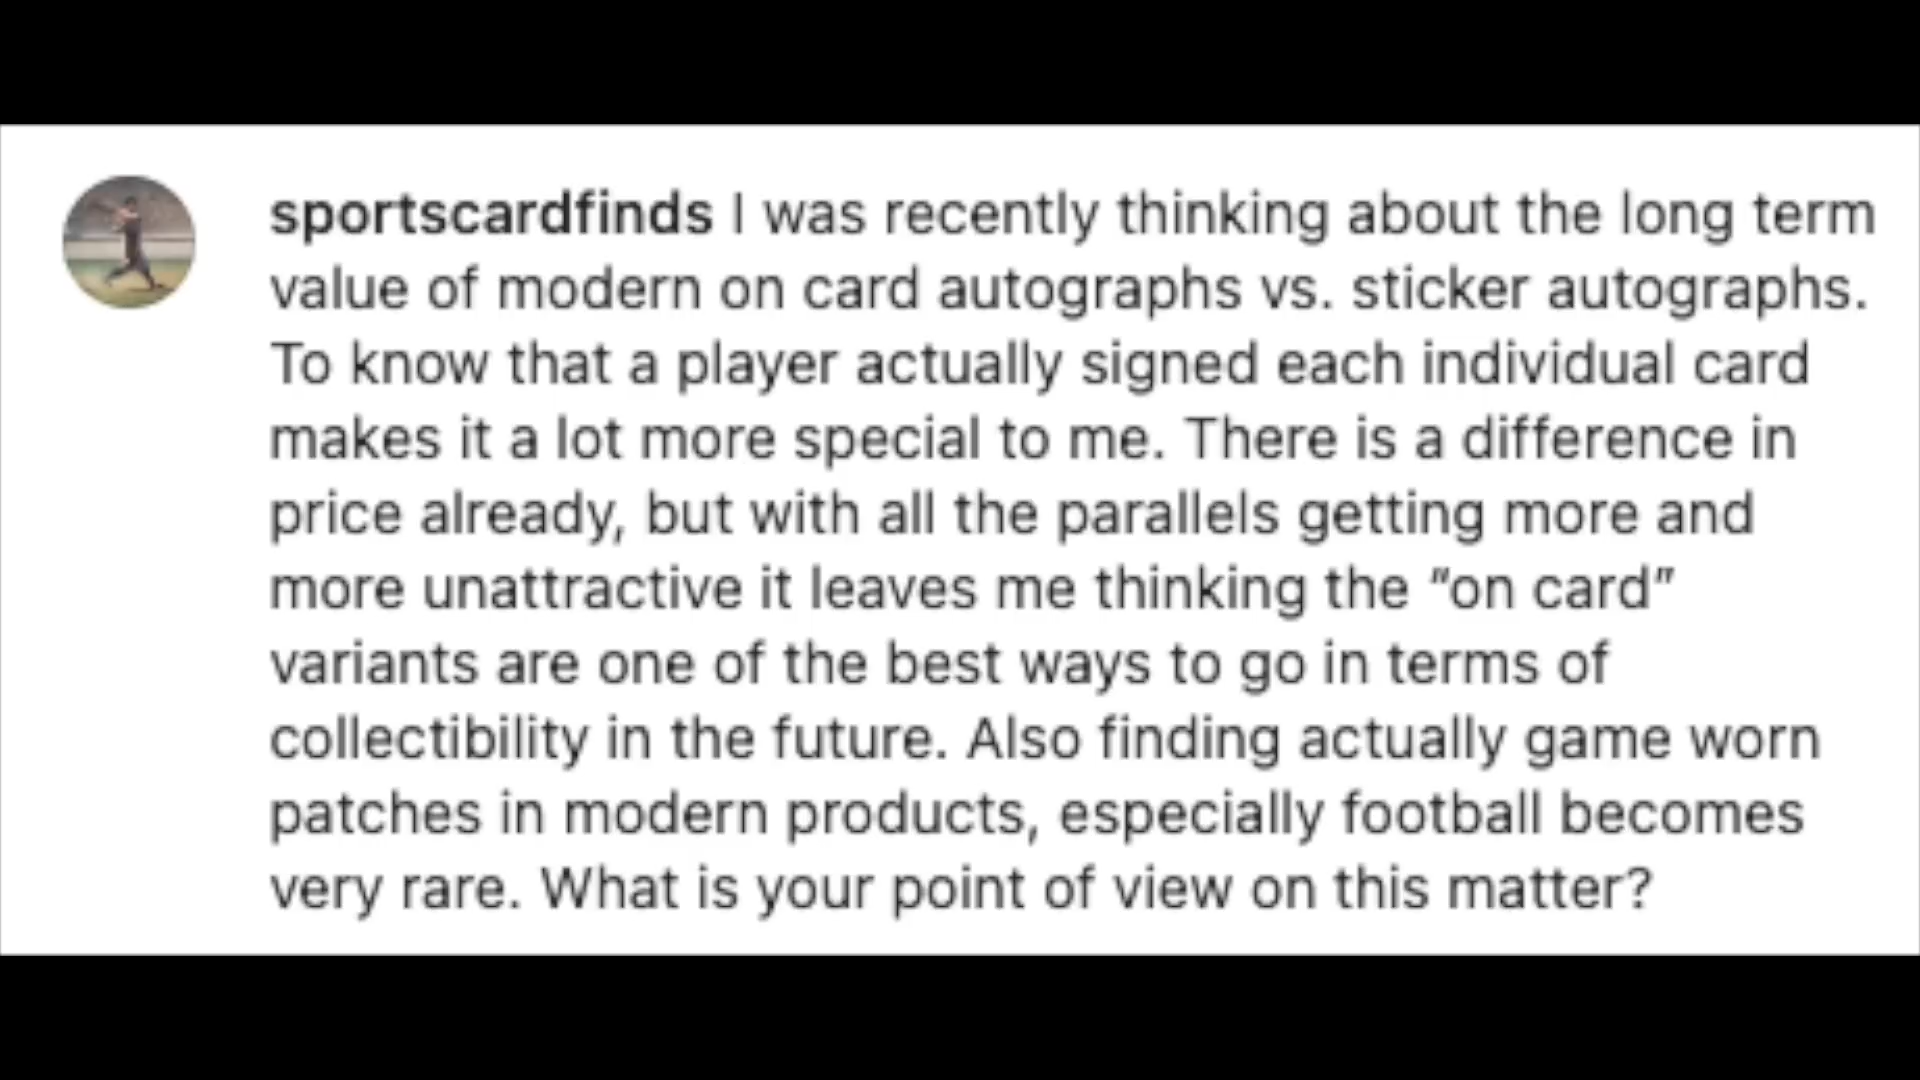 sportscardfinds I was recently thinking about the long term
value of modern on card autographs vs. sticker autographs.
To know that a player actually signed each individual card
makes it a lot more special to me. There is a difference in
price already, but with all the parallels getting more and
more unattractive it leaves me thinking the “on card”
variants are one of the best ways to go in terms of
collectibility in the future. Also finding actually game worn
patches in modern products, especially football becomes
very rare. What is your point of view on this matter?